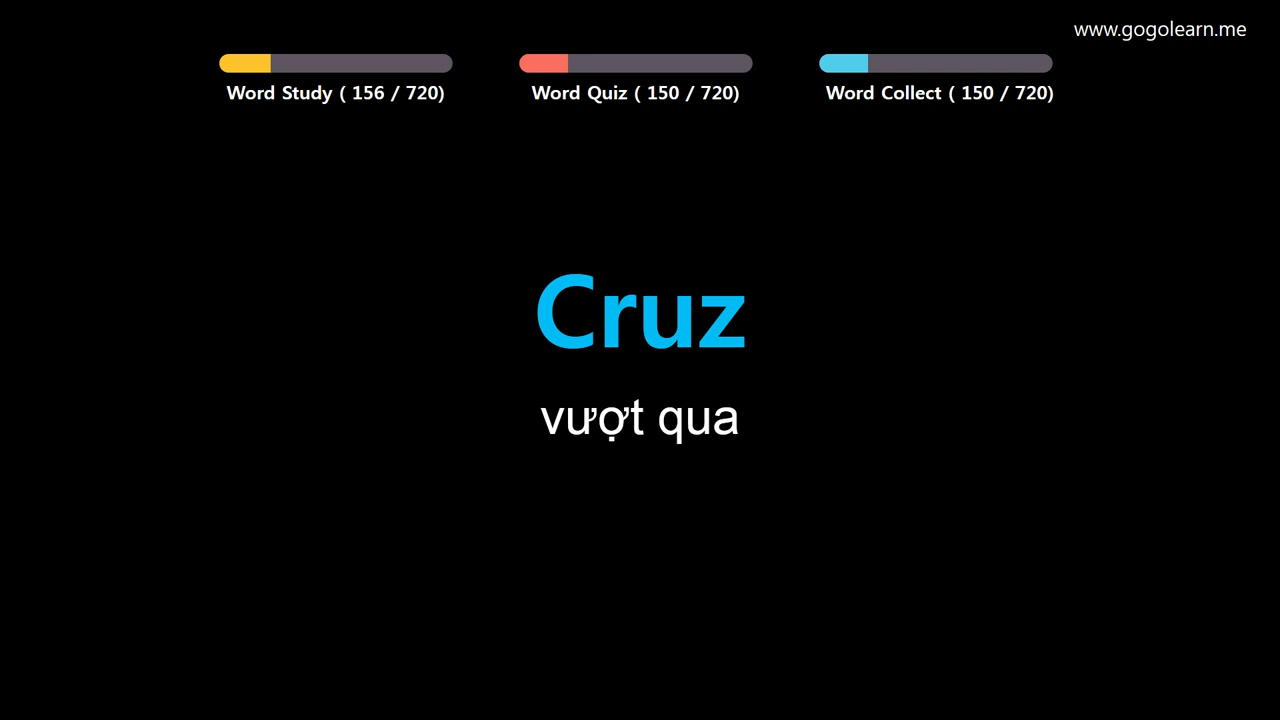 www.gogolearn.me
Word Study ( 156 / 720)
Word Quiz ( 150 / 720)
Word Collect ( 150 / 720)
Cruz
vượt qua